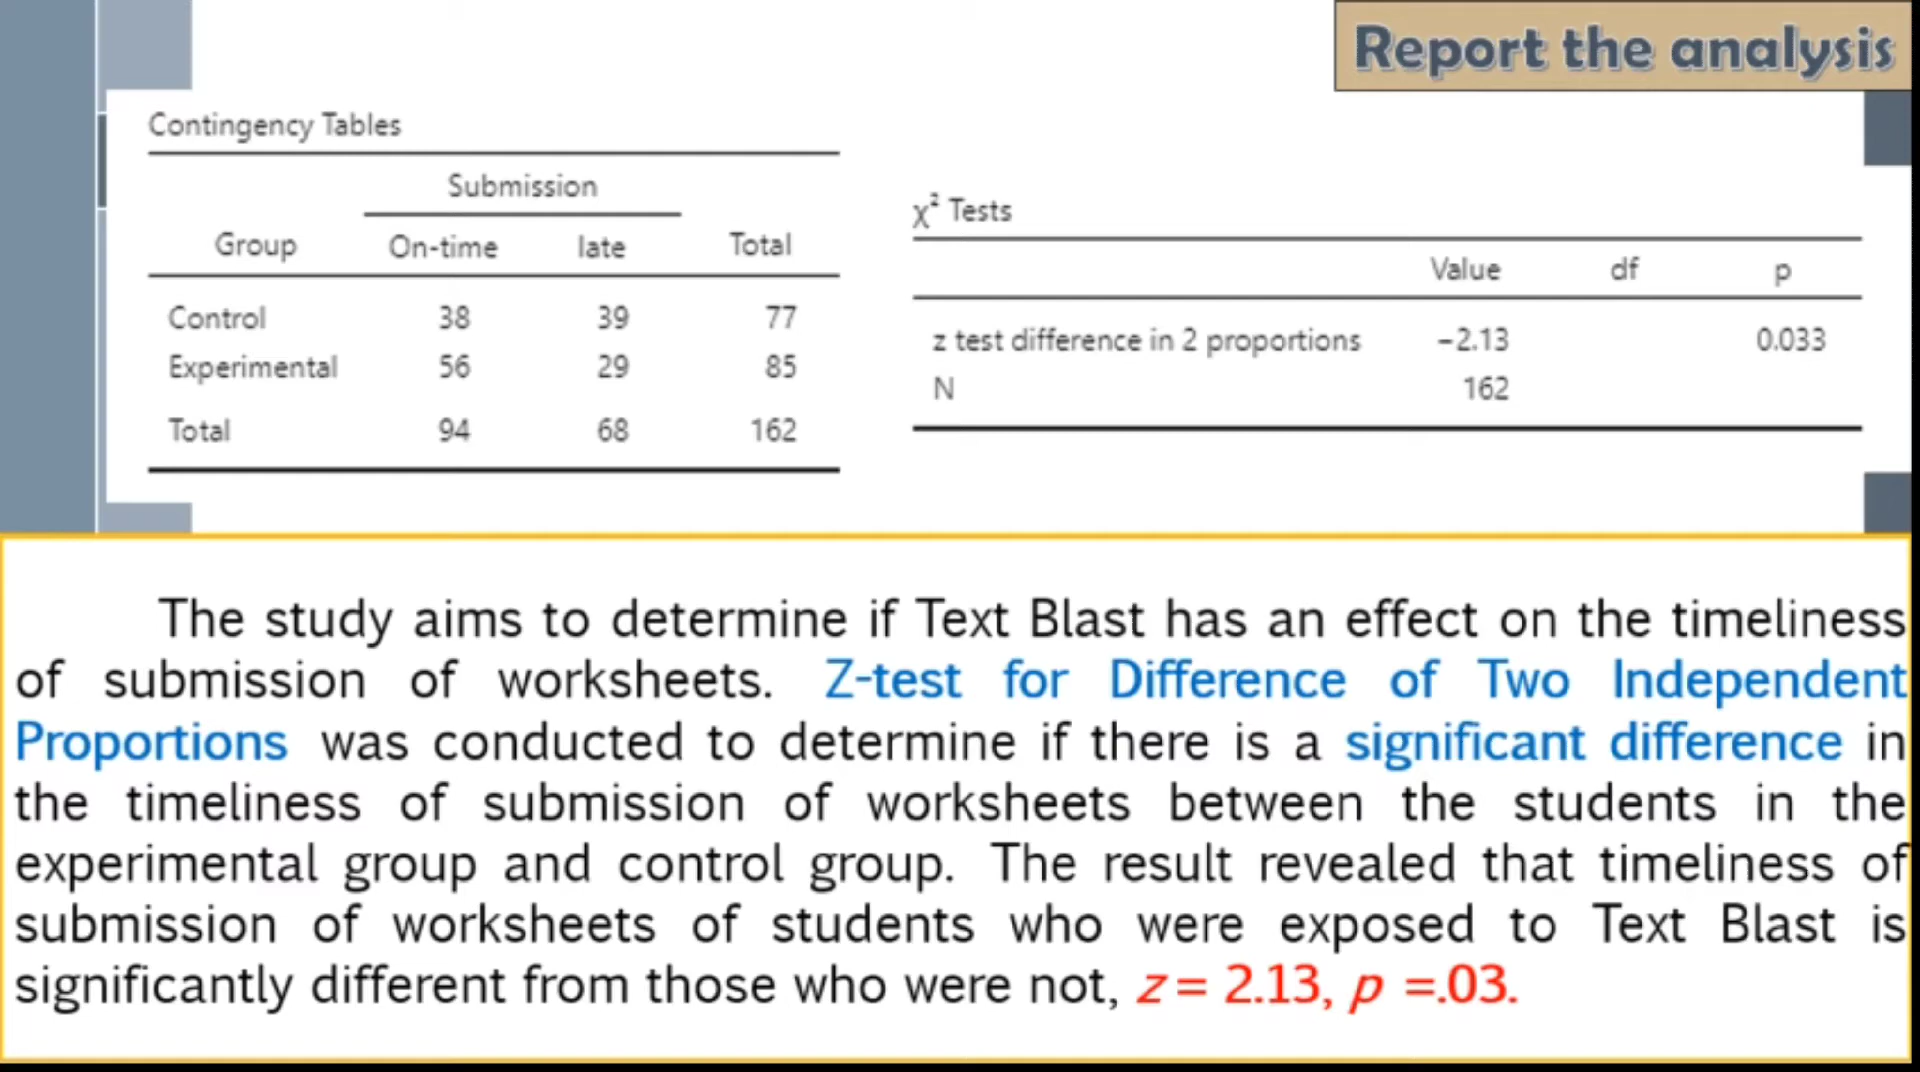 Report the analysis
Contingency Tables
Submission
Group On-time late Total
Control 38 39 77
Experimental 56 29 85
Total 94 68 162
χ² Tests
Value df p
z test difference in 2 proportions −2.13 0.033
N 162
The study aims to determine if Text Blast has an effect on the timeliness
of submission of worksheets. Z-test for Difference of Two Independent
Proportions was conducted to determine if there is a significant difference in
the timeliness of submission of worksheets between the students in the
experimental group and control group. The result revealed that timeliness of
submission of worksheets of students who were exposed to Text Blast is
significantly different from those who were not, z = 2.13, p =.03.